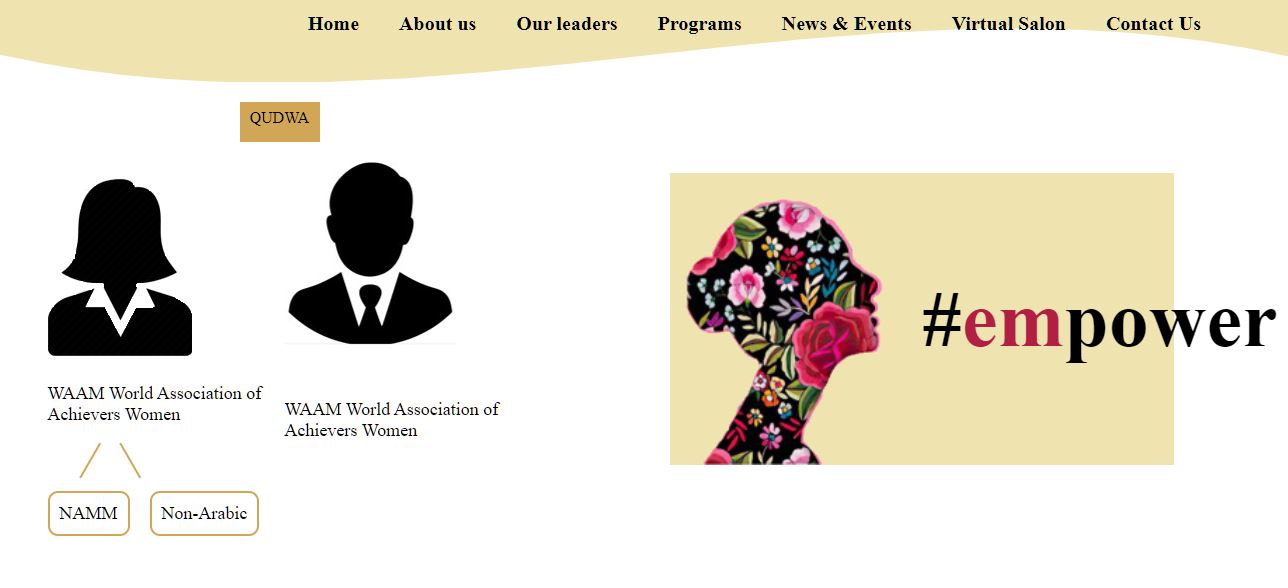 Home About us Our leaders Programs News & Events Virtual Salon Contact Us
QUDWA
WAAM World Association of
Achievers Women
WAAM World Association of
Achievers Women
NAMM
Non-Arabic
#empower